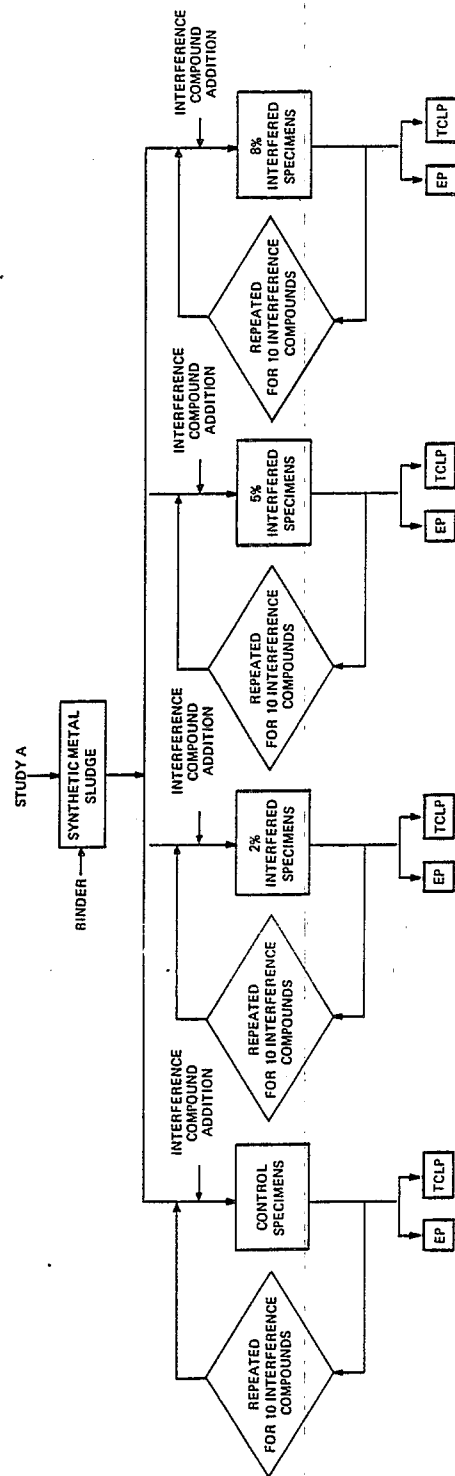 STUDY A
RINDER
SYNTHETIC METAL
SLUDGE
INTERFERENCE
COMPOUND
ADDITION
INTERFERENCE
COMPOUND
ADDITION
INTERFERENCE
COMPOUND
ADDITION
INTERFERENCE
COMPOUND
ADDITION
REPEATED
FOR 10 INTERFERENCE
COMPOUNDS
CONTROL
SPECIMENS
REPEATED
FOR 10 INTERFERENCE
COMPOUNDS
2%
INTERFERED
SPECIMENS
REPEATED
FOR 10 INTERFERENCE
COMPOUNDS
5%
INTERFERED
SPECIMENS
REPEATED
FOR 10 INTERFERENCE
COMPOUNDS
8%
INTERFERED
SPECIMENS
EP
TCLP
EP
TCLP
EP
TCLP
EP
TCLP